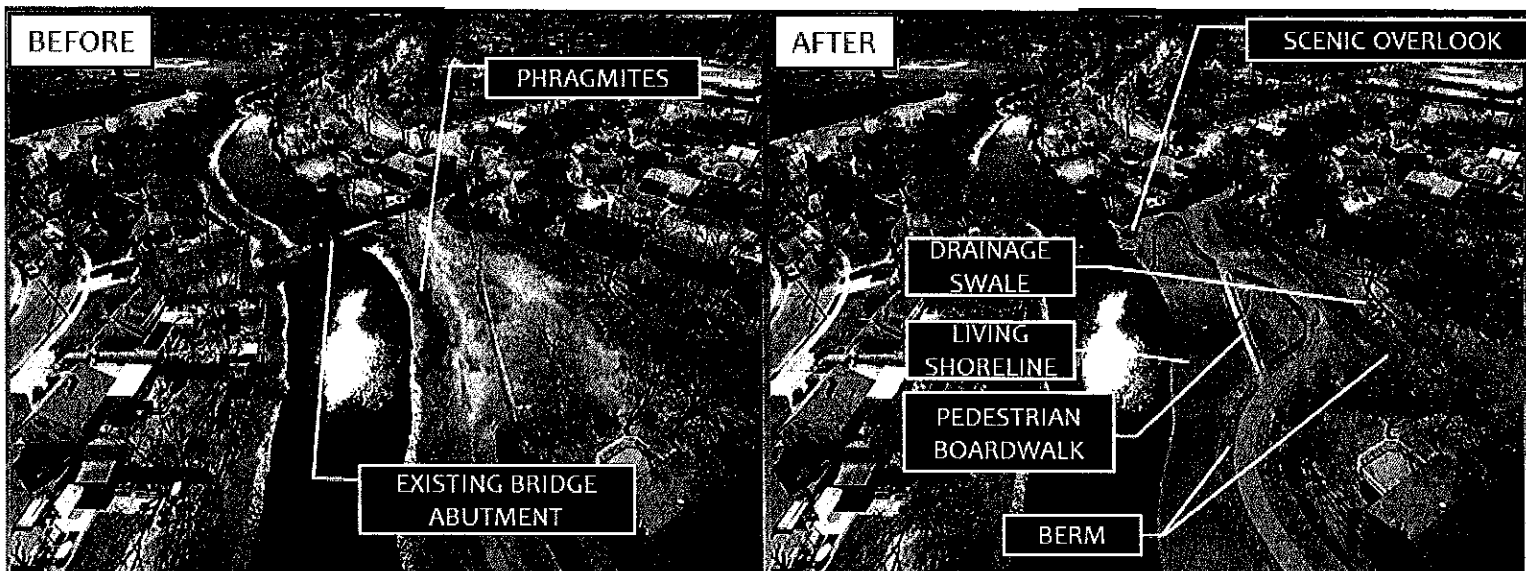 BEFORE
PHRAGMITES
EXISTING BRIDGE
ABUTMENT
AFTER
SCENIC OVERLOOK
DRAINAGE
SWALE
LIVING
SHORELINE
PEDESTRIAN
BOARDWALK
BERM